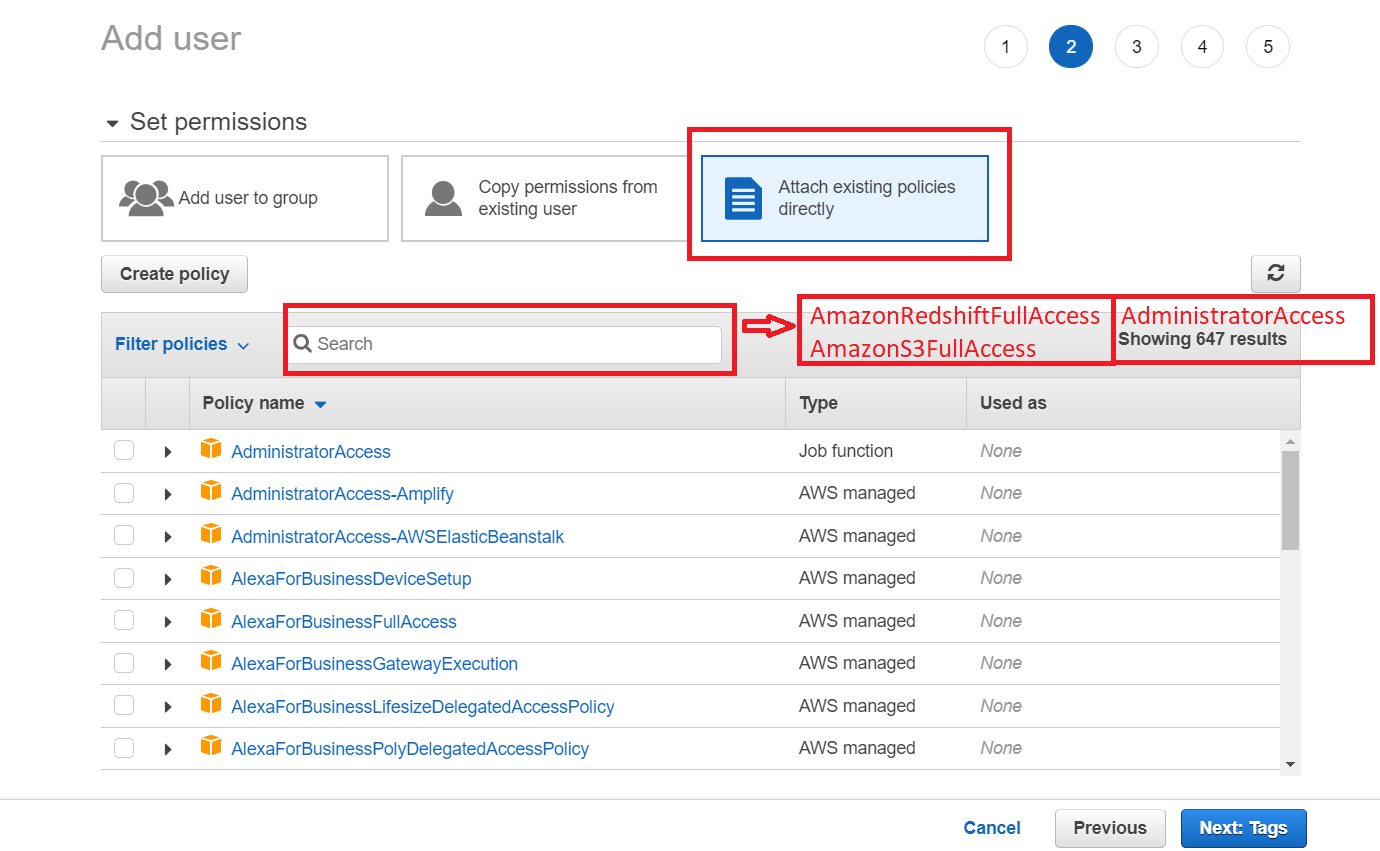 Add user
1 2 3 4 5
Set permissions
Add user to group
Copy permissions from
existing user
Attach existing policies
directly
Create policy
Filter policies
Search
AmazonRedshiftFullAccess
AmazonS3FullAccess
AdministratorAccess
Showing 647 results
Policy name Type Used as
AdministratorAccess Job function None
AdministratorAccess-Amplify AWS managed None
AdministratorAccess-AWSElasticBeanstalk AWS managed None
AlexaForBusinessDeviceSetup AWS managed None
AlexaForBusinessFullAccess AWS managed None
AlexaForBusinessGatewayExecution AWS managed None
AlexaForBusinessLifesizeDelegatedAccessPolicy AWS managed None
AlexaForBusinessPolyDelegatedAccessPolicy AWS managed None
Cancel Previous Next: Tags